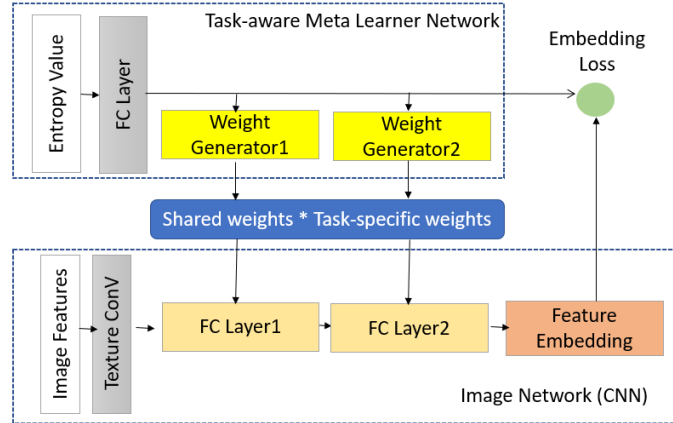 Task-aware Meta Learner Network
Embedding
Loss
Entropy Value
FC Layer
Weight
Generator1
Weight
Generator2
Shared weights * Task-specific weights
Image Features
Texture ConV
FC Layer1
FC Layer2
Feature
Embedding
Image Network (CNN)